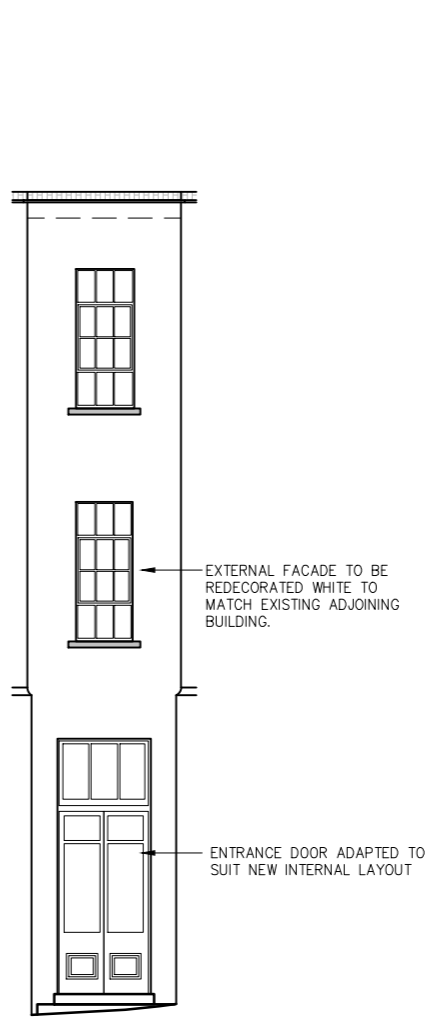 EXTERNAL FACADE TO BE
REDECORATED WHITE TO
MATCH EXISTING ADJOINING
BUILDING.
ENTRANCE DOOR ADAPTED TO
SUIT NEW INTERNAL LAYOUT